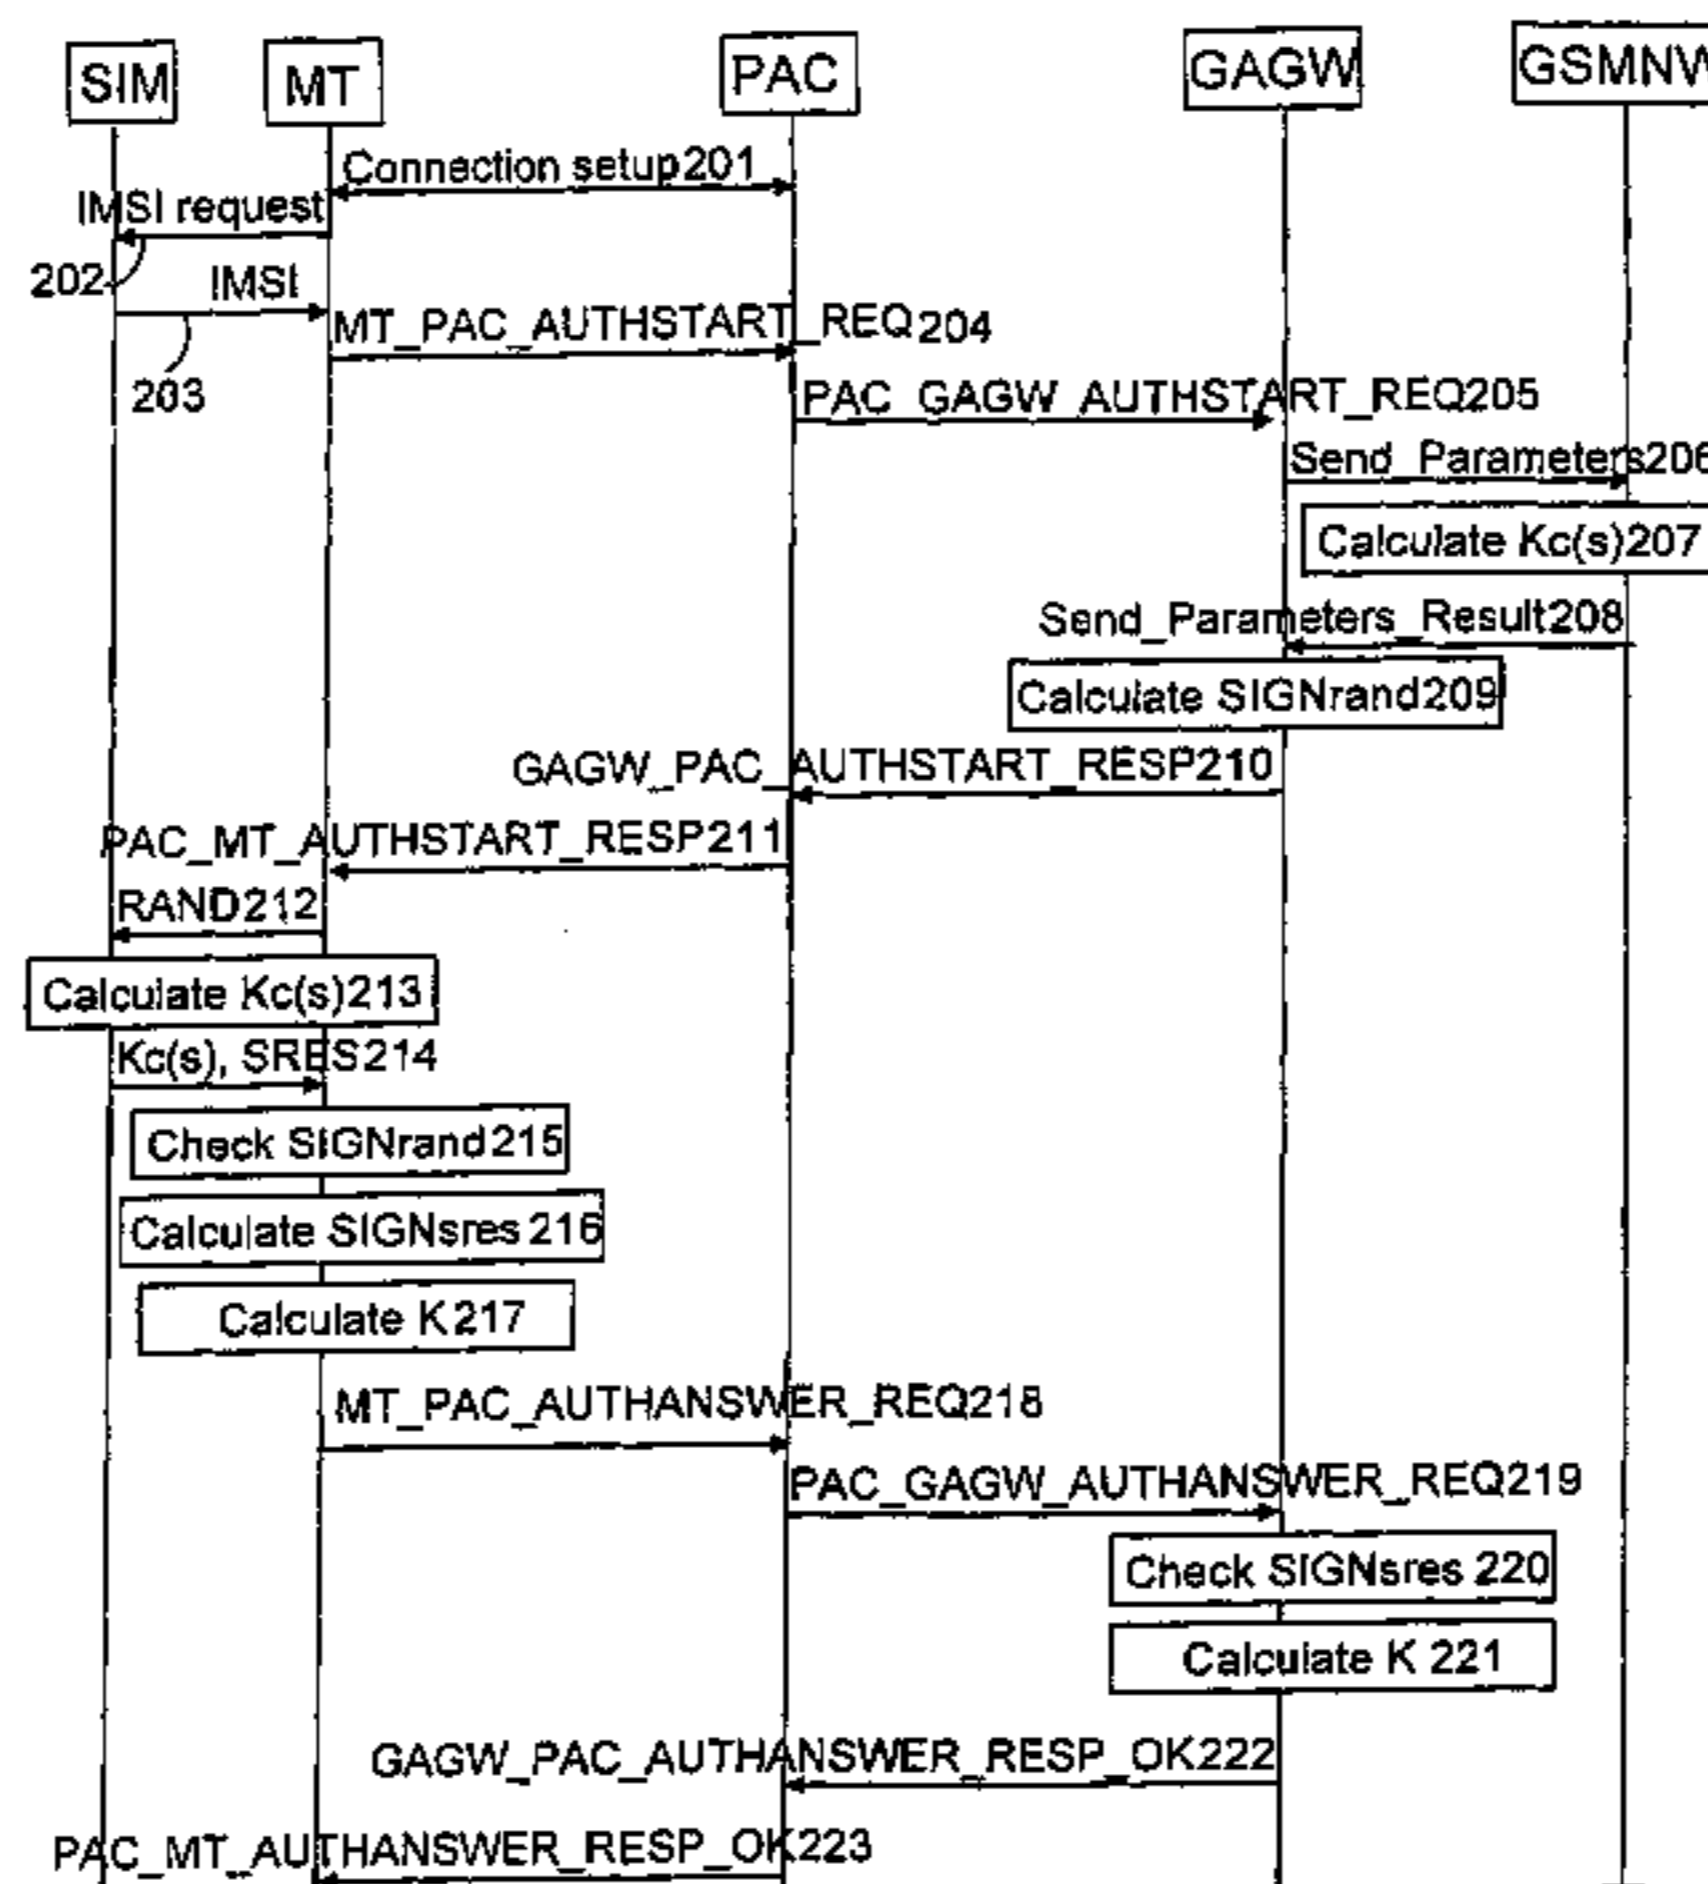 SIM
MT
PAC
GAGW
GSMNW
Connection setup201
IMSI request
202
IMSI
203
MT_PAC_AUTHSTART_REQ204
PAC_GAGW_AUTHSTART_REQ205
Send_Parameters206
Calculate Kc(s)207
Send_Parameters_Result208
Calculate SIGNrand209
GAGW_PAC_AUTHSTART_RESP210
PAC_MT_AUTHSTART_RESP211
RAND212
Calculate Kc(s)213
Kc(s), SRES214
Check SIGNrand215
Calculate SIGNsres216
Calculate K217
MT_PAC_AUTHANSWER_REQ218
PAC_GAGW_AUTHANSWER_REQ219
Check SIGNsres 220
Calculate K 221
GAGW_PAC_AUTHANSWER_RESP_OK222
PAC_MT_AUTHANSWER_RESP_OK223